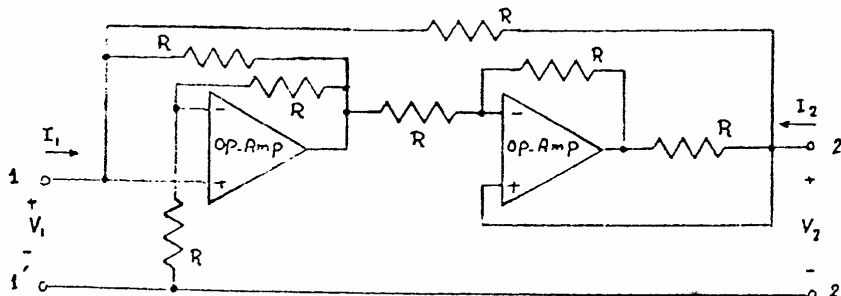 R
R
R
R
I₁
I₂
Op-Amp
R
Op-Amp
R
1
2
+
-
+
-
+
+
V₁
V₂
R
-
-
1'
2